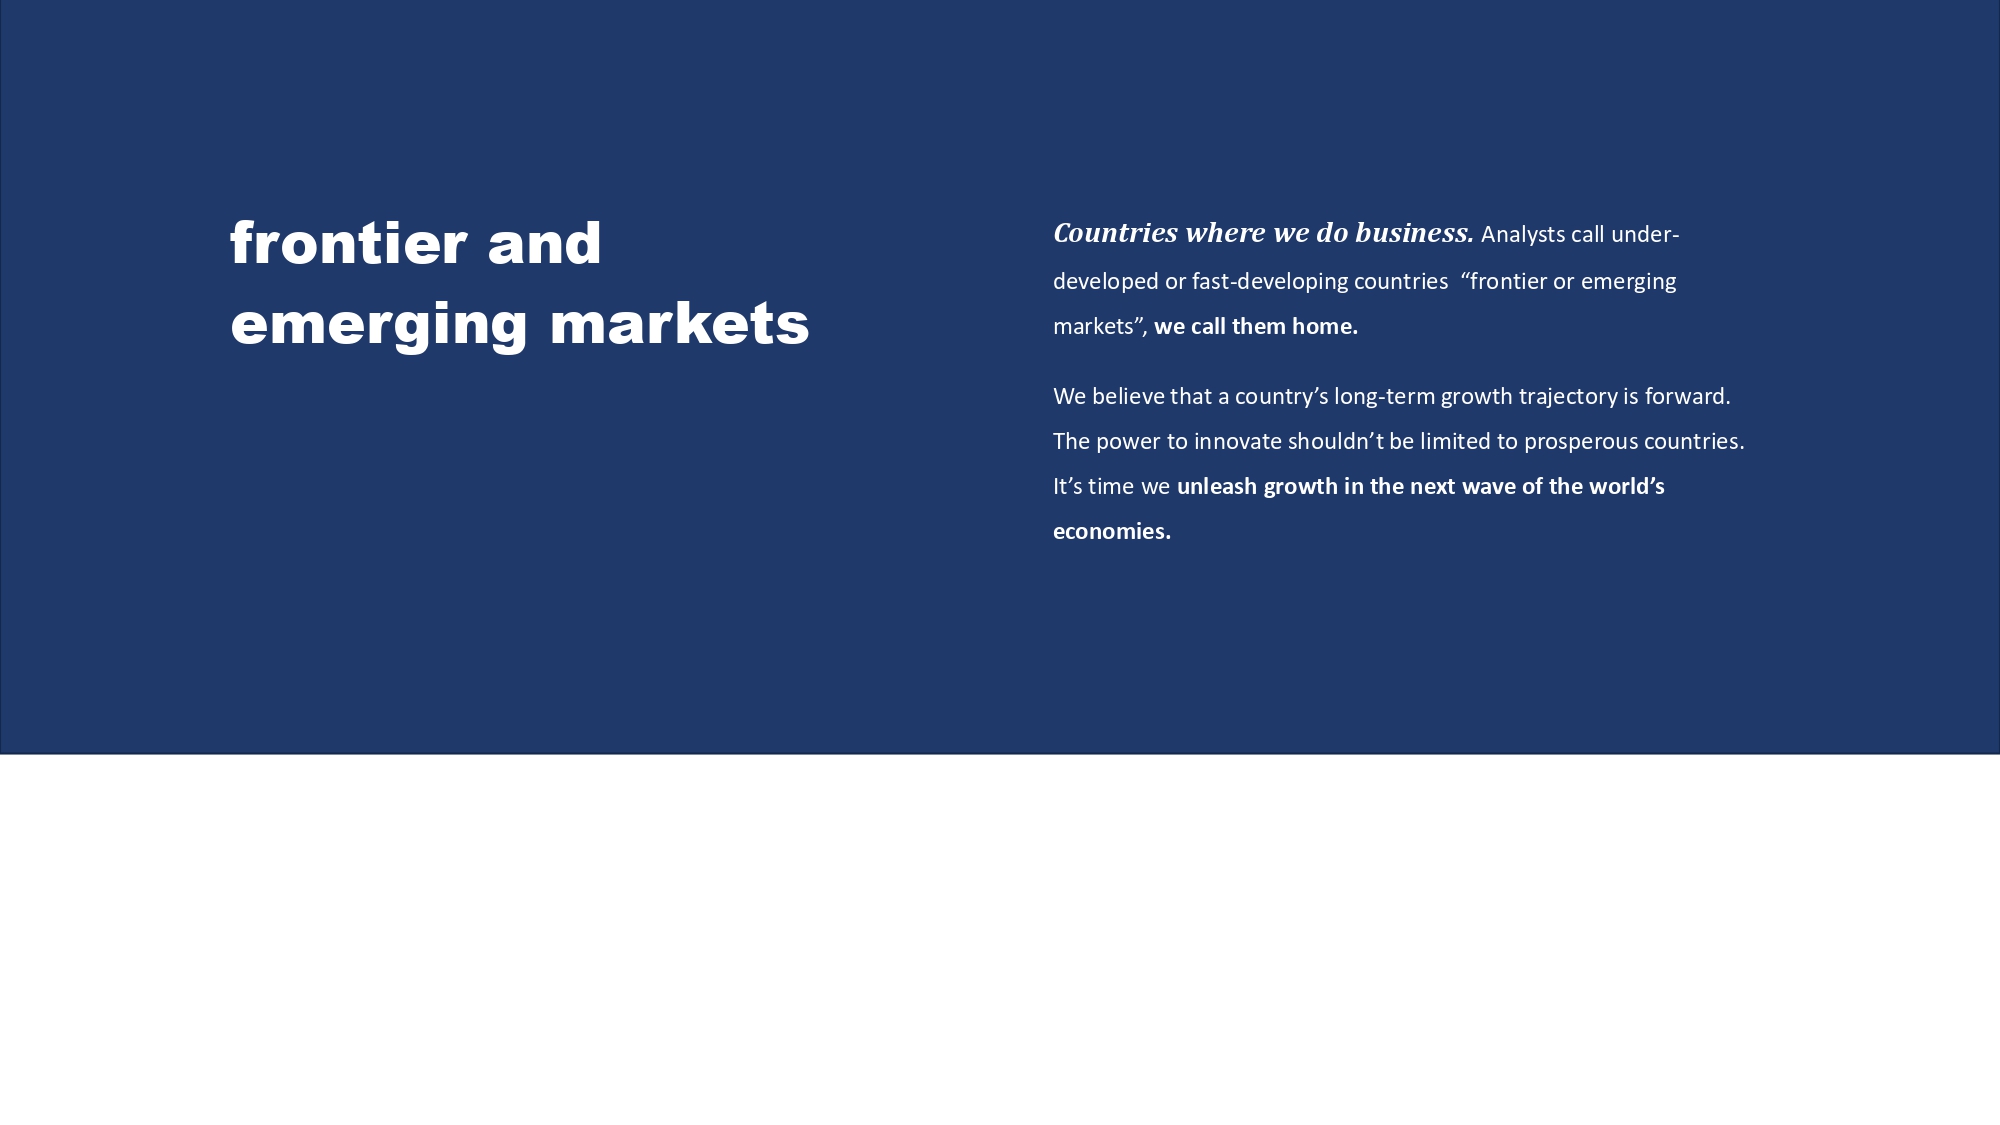 frontier and
emerging markets
Countries where we do business. Analysts call under-
developed or fast-developing countries  “frontier or emerging
markets”, we call them home.
We believe that a country’s long-term growth trajectory is forward.
The power to innovate shouldn’t be limited to prosperous countries.
It’s time we unleash growth in the next wave of the world’s
economies.